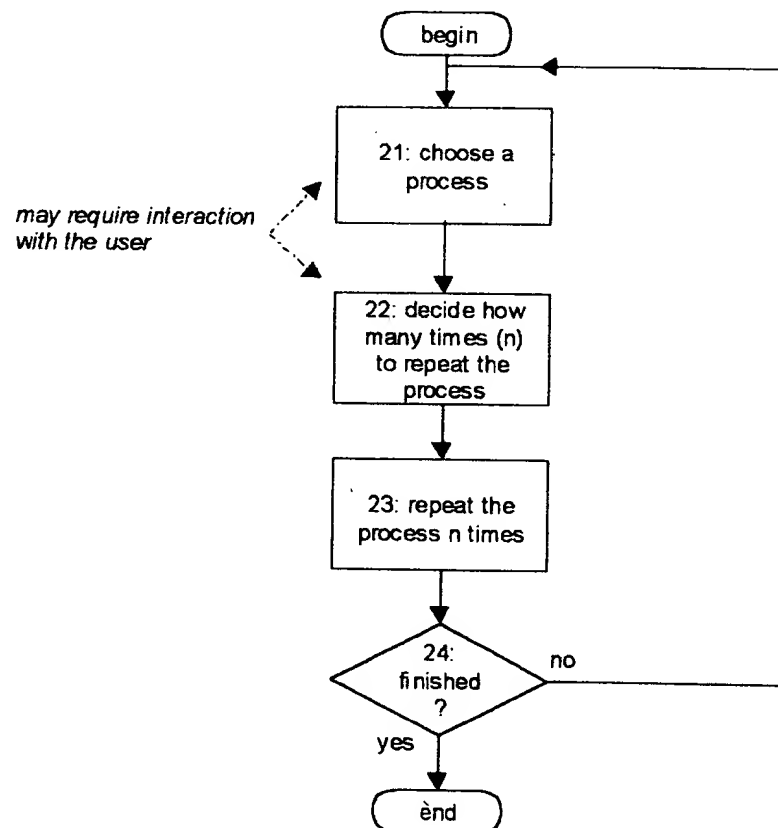 begin
21: choose a
process
may require interaction
with the user
22: decide how
many times (n)
to repeat the
process
23: repeat the
process n times
24:
finished
?
no
yes
ènd